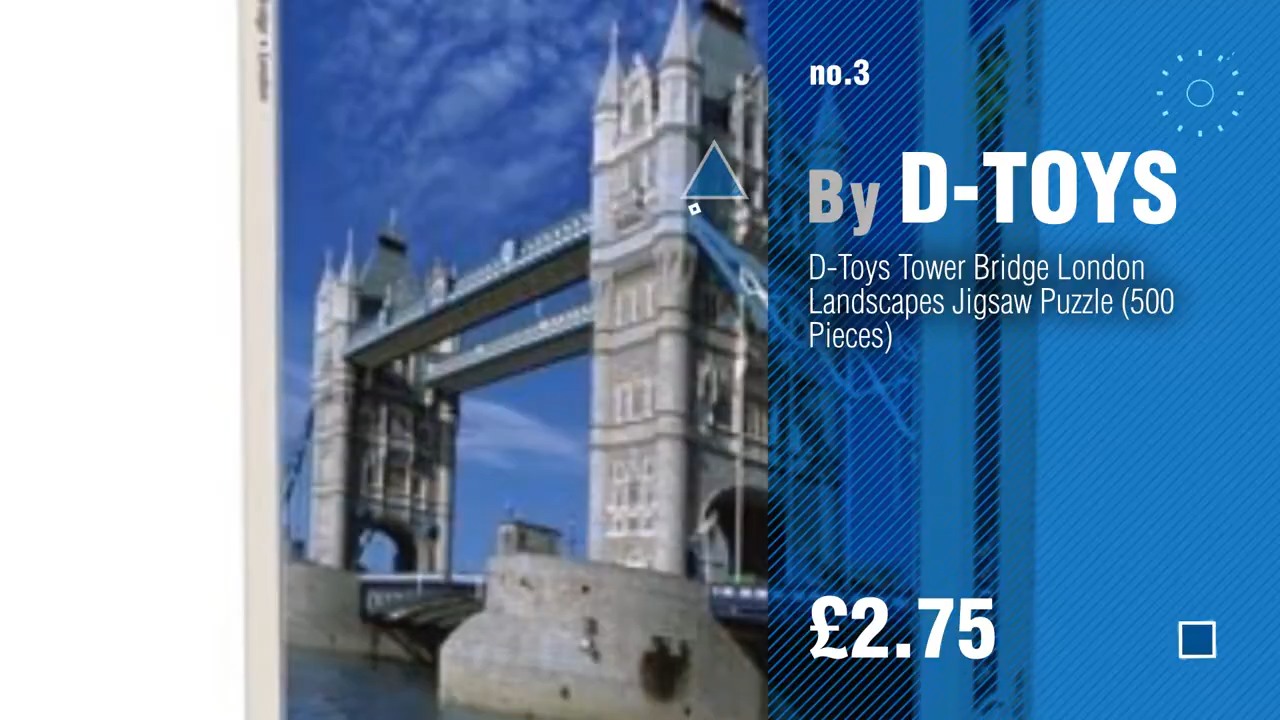 no.3
By D-TOYS
D-Toys Tower Bridge London
Landscapes Jigsaw Puzzle (500
Pieces)
£2.75